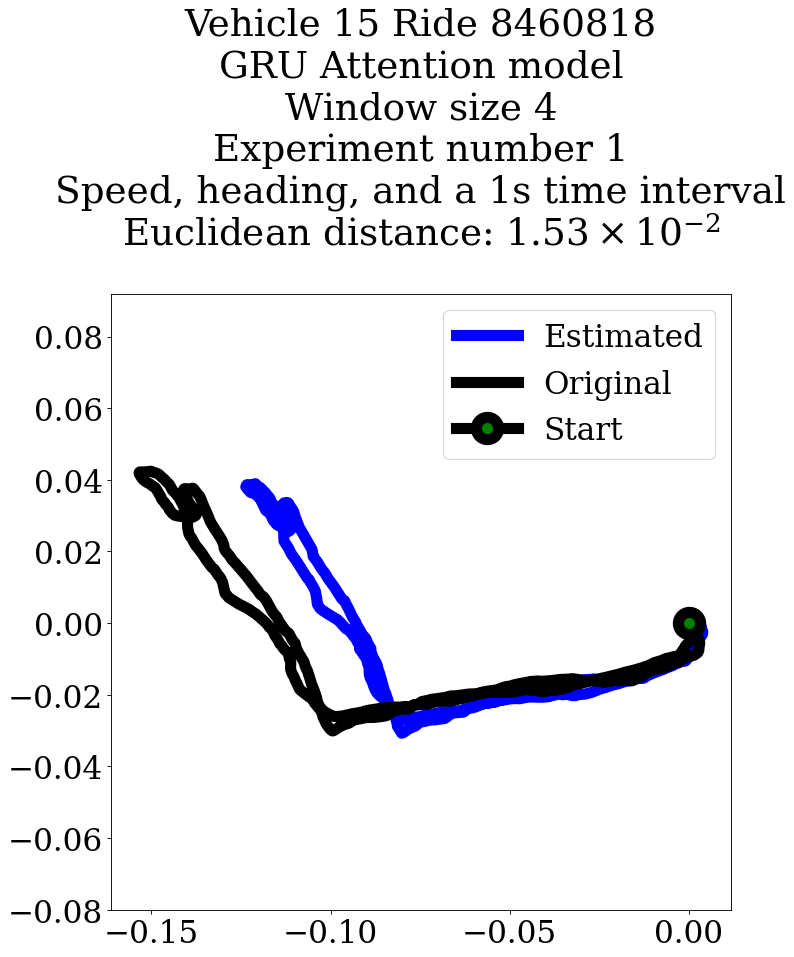 Vehicle 15 Ride 8460818
GRU Attention model
Window size 4
Experiment number 1
Speed, heading, and a 1s time interval
Euclidean distance: 1.53 × 10⁻²
Estimated
Original
Start
0.08
0.06
0.04
0.02
0.00
−0.02
−0.04
−0.06
−0.08
−0.15 −0.10 −0.05 0.00